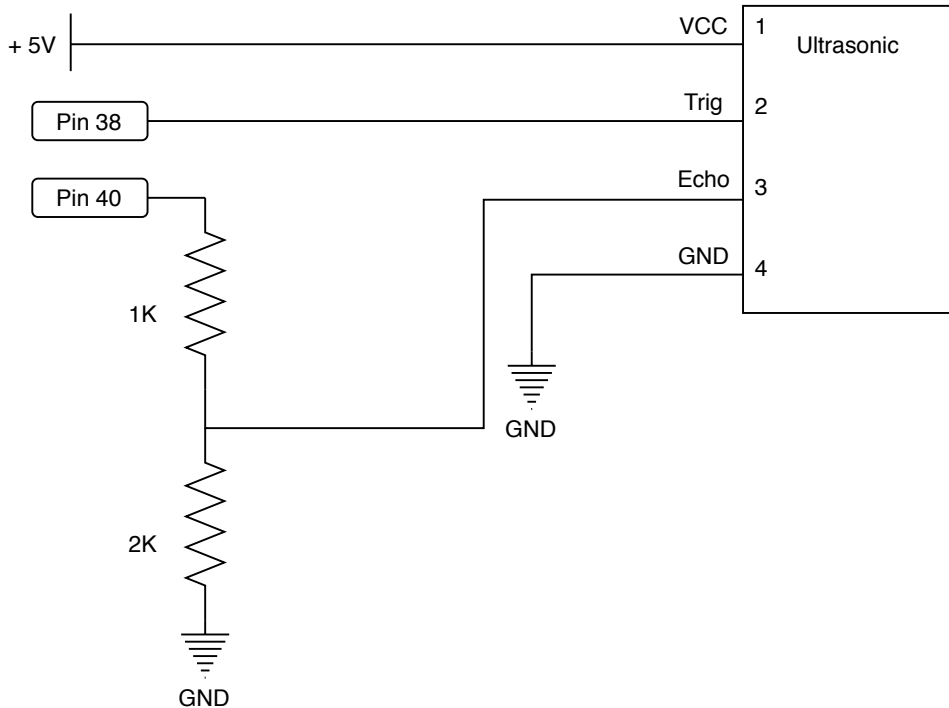 VCC
1
+ 5V
Ultrasonic
Pin 38
Trig
2
Pin 40
Echo
3
GND
4
1K
GND
2K
GND